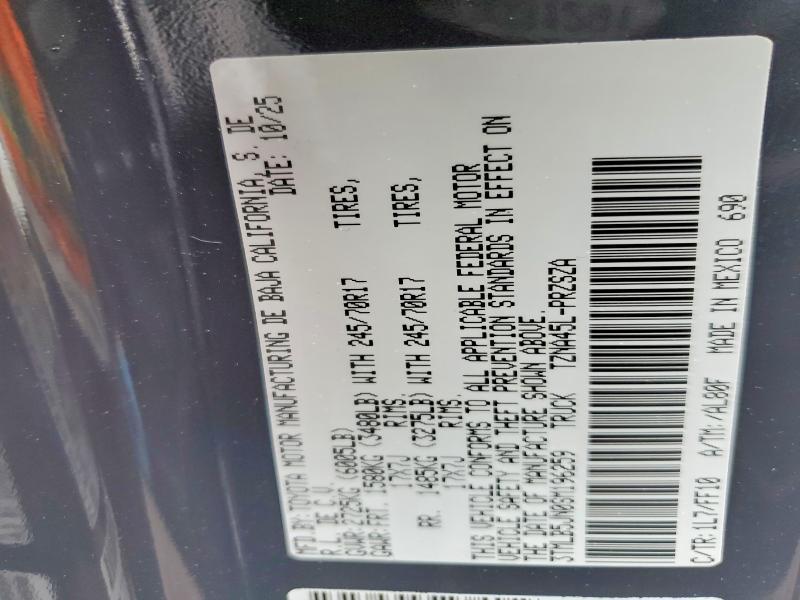 MFD.BY: TOYOTA MOTOR MANUFACTURING DE BAJA CALIFORNIA, S. DE
R. L. DE C.V. DATE: 10/25
GVWR: 2725KG (6005LB)
GAWR: FRT. 1580KG (3480LB) WITH 245/70R17 TIRES,
17X7J RIMS.
RR. 1485KG (3275LB) WITH 245/70R17 TIRES,
17X7J RIMS.
THIS VEHICLE CONFORMS TO ALL APPLICABLE FEDERAL MOTOR
VEHICLE SAFETY AND THEFT PREVENTION STANDARDS IN EFFECT ON
THE DATE OF MANUFACTURE SHOWN ABOVE.
3TMLB5JN0SM192259 TRUCK TZNA45L-PRZSZA
C/TR:1L7/FF10 A/TM:/AL80F MADE IN MEXICO 690